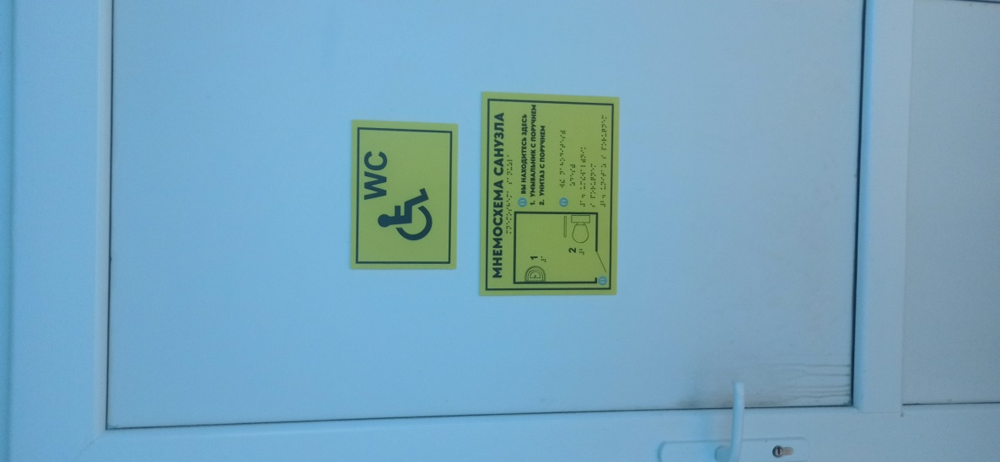 WC
МНЕМОСХЕМА САНУЗЛА
ВЫ НАХОДИТЕСЬ ЗДЕСЬ
1. УМЫВАЛЬНИК С ПОРУЧНЕМ
2. УНИТАЗ С ПОРУЧНЕМ
1
2